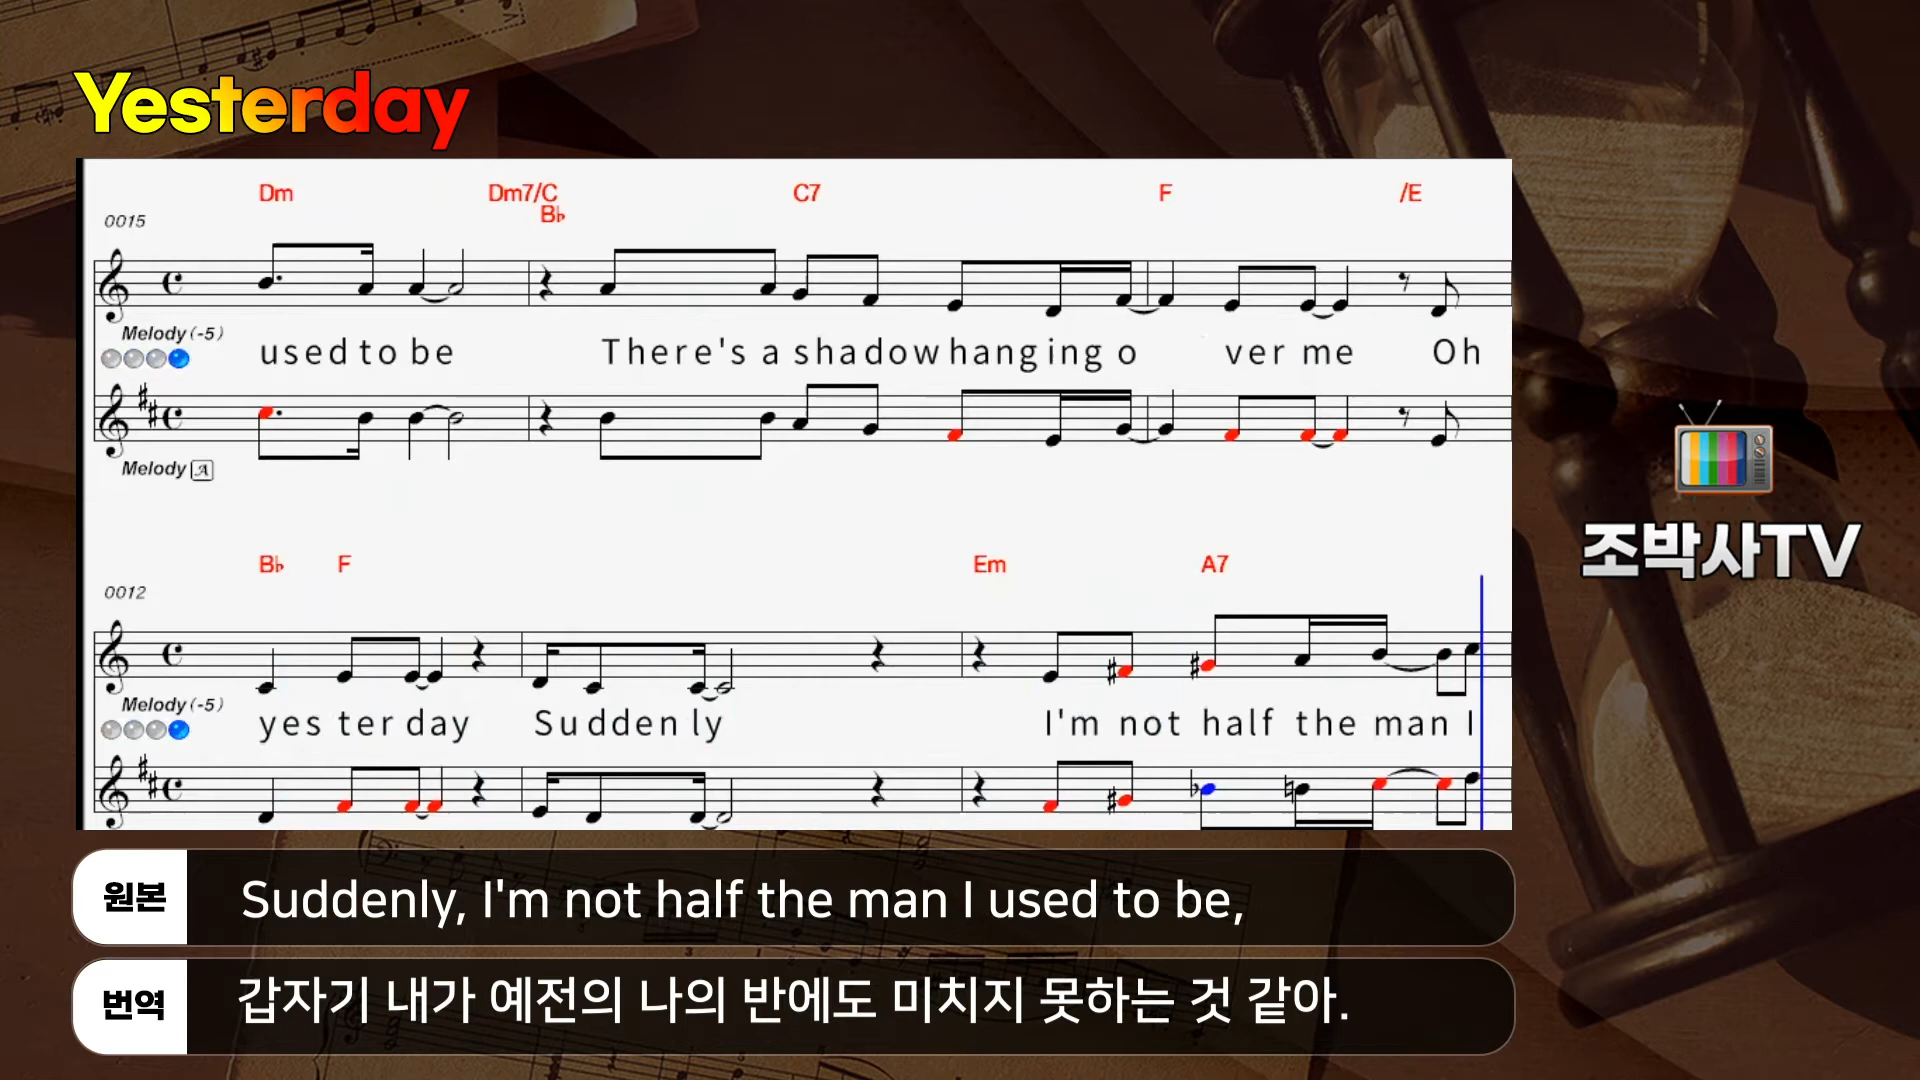 Yesterday
Dm Dm7/C C7 F /E
B♭
0015
Melody(-5)
used to be There's a shadow hanging o ver me Oh
Melody A
B♭ F Em A7
0012
Melody(-5)
yes ter day Suddenly I'm not half the man I
조박사TV
원본 Suddenly, I'm not half the man I used to be,
번역 갑자기 내가 예전의 나의 반에도 미치지 못하는 것 같아.